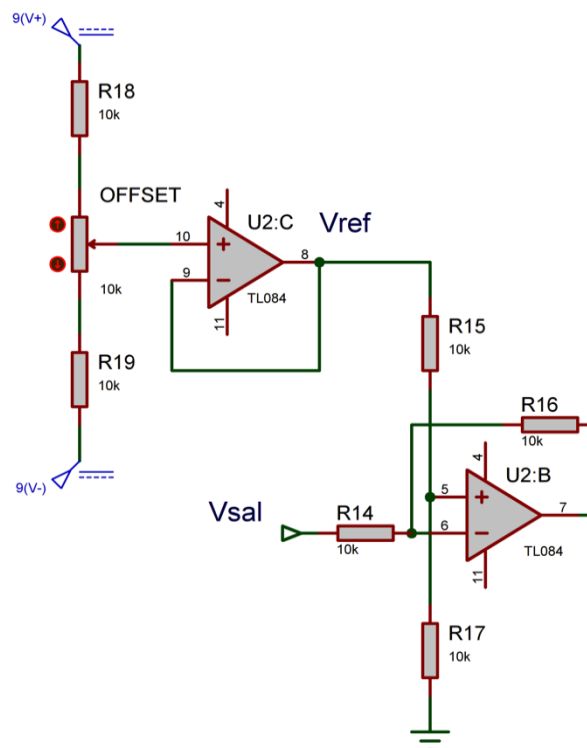 9(V+)
R18
10k
OFFSET
10k
R19
10k
9(V-)
4
U2:C
10
9
8
Vref
TL084
11
R15
10k
R16
10k
4
U2:B
5
6
7
TL084
11
Vsal
R14
10k
R17
10k